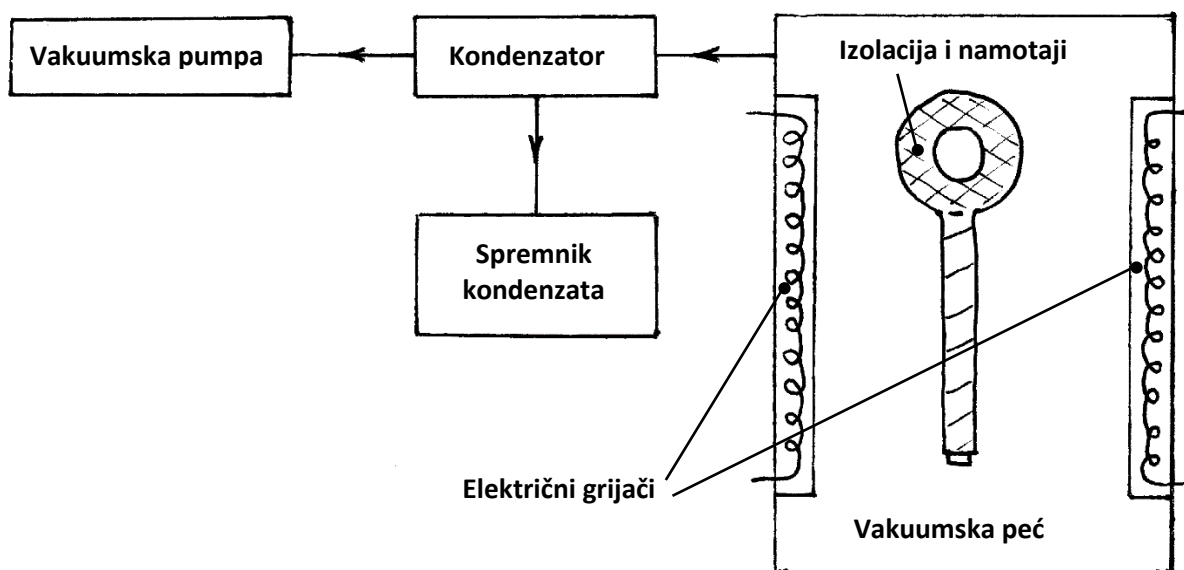 Vakuumska pumpa
Kondenzator
Izolacija i namotaji
Spremnik
kondenzata
Električni grijači
Vakuumska peć